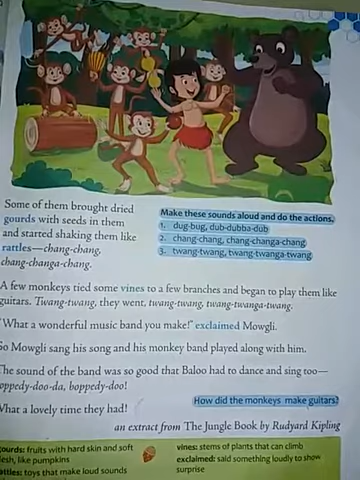 Some of them brought dried
gourds with seeds in them
and started shaking them like
rattles—chang-chang,
chang-changa-chang.
Make these sounds aloud and do the actions.
1. dug-bug, dub-dubba-dub
2. chang-chang, chang-changa-chang
3. twang-twang, twang-twanga-twang
A few monkeys tied some vines to a few branches and began to play them like
guitars. Twang-twang, they went, twang-twang, twang-twanga-twang.
"What a wonderful music band you make!" exclaimed Mowgli.
So Mowgli sang his song and his monkey band played along with him.
The sound of the band was so good that Baloo had to dance and sing too—
oppedy-doo-da, boppedy-doo!
How did the monkeys make guitars?
What a lovely time they had!
an extract from The Jungle Book by Rudyard Kipling
ourds: fruits with hard skin and soft
esh, like pumpkins
attles: toys that make loud sounds
vines: stems of plants that can climb
exclaimed: said something loudly to show
surprise